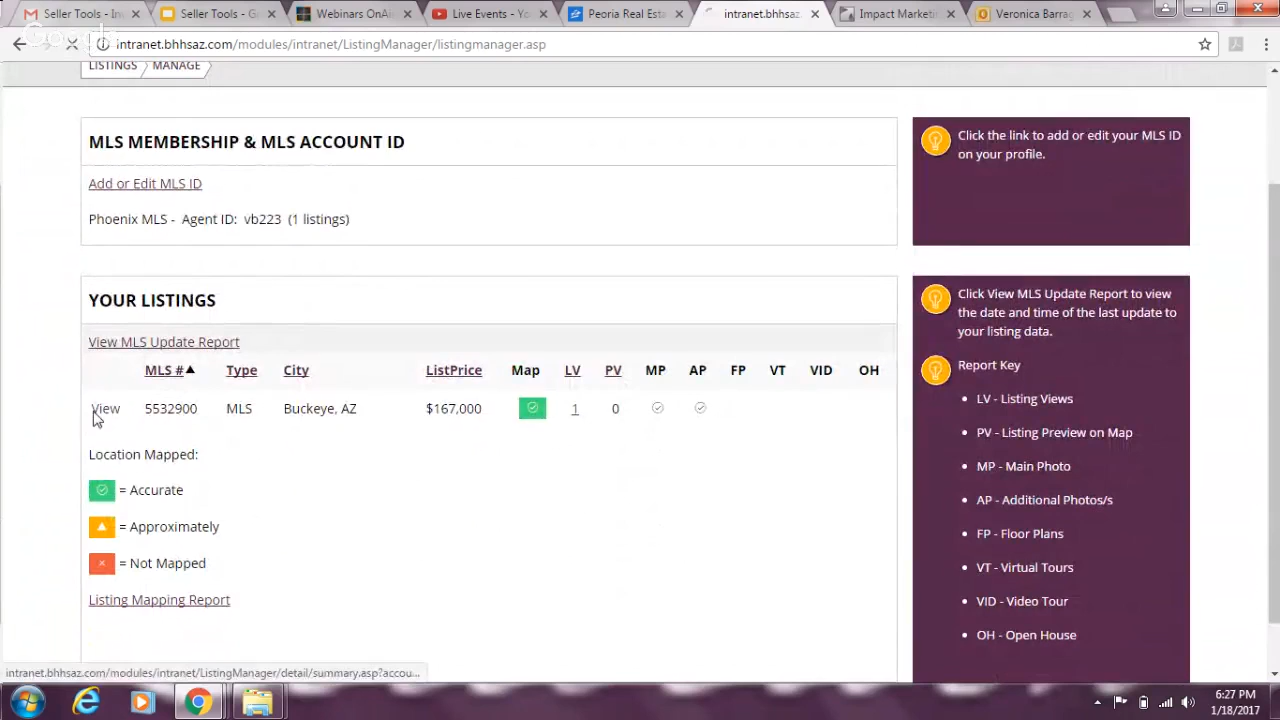 Seller Tools - In
Seller Tools - G
Webinars OnAi
Live Events - Yo
Peoria Real Esta
intranet.bhhsaz.
Impact Marketi
Veronica Barrag
intranet.bhhsaz.com/modules/intranet/ListingManager/listingmanager.asp
LISTINGS MANAGE
MLS MEMBERSHIP & MLS ACCOUNT ID
Add or Edit MLS ID
Phoenix MLS - Agent ID: vb223 (1 listings)
Click the link to add or edit your MLS ID
on your profile.
YOUR LISTINGS
View MLS Update Report
MLS # Type City ListPrice Map LV PV MP AP FP VT VID OH
View 5532900 MLS Buckeye, AZ $167,000 1 0
Location Mapped:
= Accurate
= Approximately
= Not Mapped
Listing Mapping Report
Click View MLS Update Report to view
the date and time of the last update to
your listing data.
Report Key
LV - Listing Views
PV - Listing Preview on Map
MP - Main Photo
AP - Additional Photos/s
FP - Floor Plans
VT - Virtual Tours
VID - Video Tour
OH - Open House
intranet.bhhsaz.com/modules/intranet/ListingManager/detail/summary.asp?accou...
6:27 PM
1/18/2017